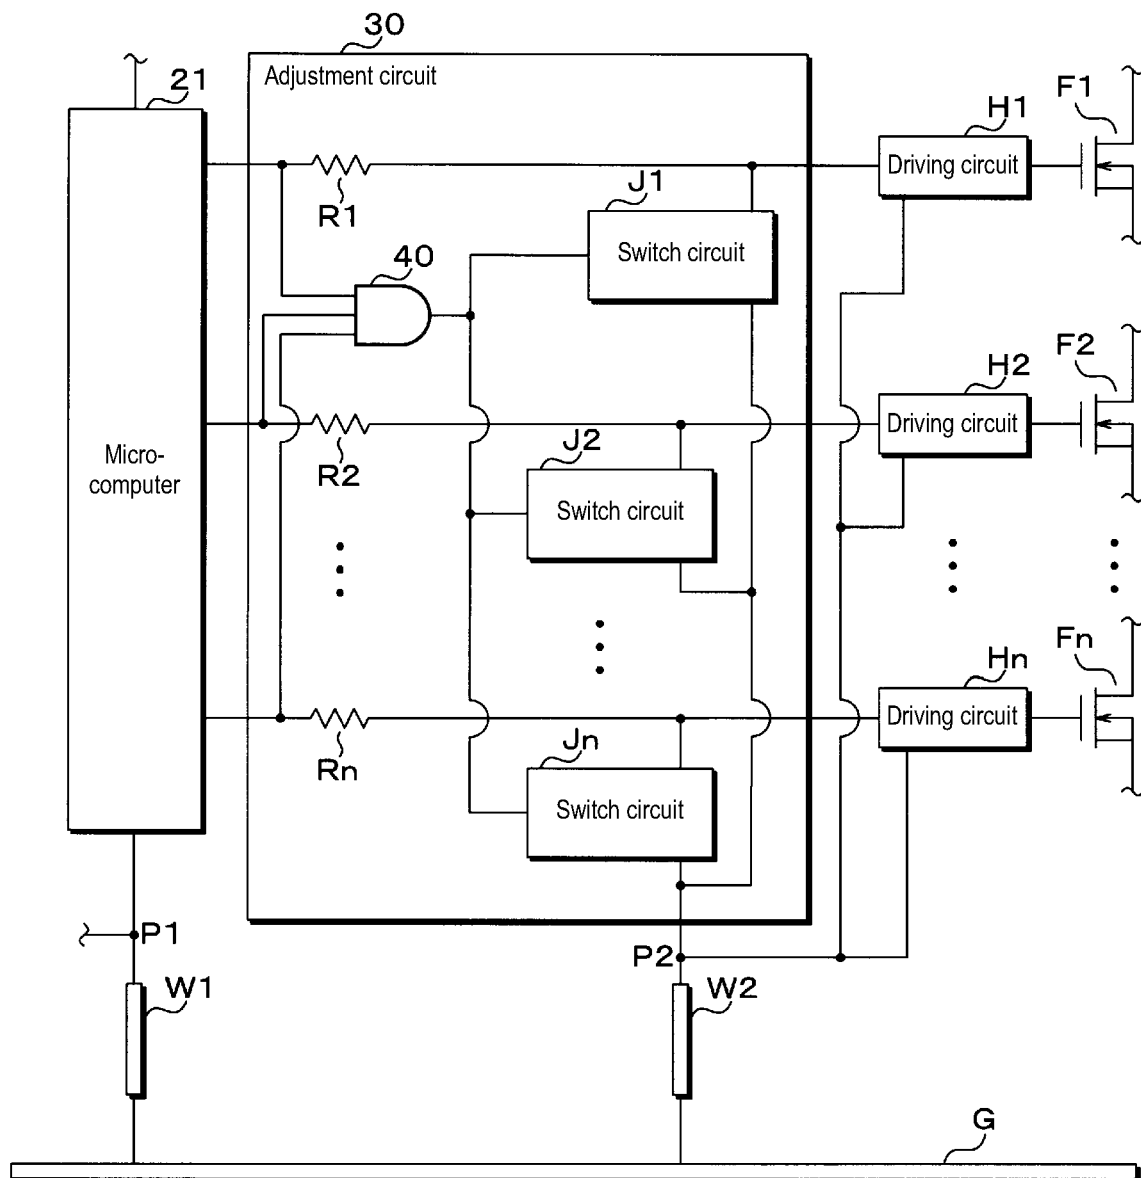 30
Adjustment circuit
21
F1
H1
Driving circuit
R1
J1
Switch circuit
40
F2
H2
Driving circuit
Micro-
computer
R2
J2
Switch circuit
Fn
Hn
Driving circuit
Rn
Jn
Switch circuit
P1
P2
W1
W2
G